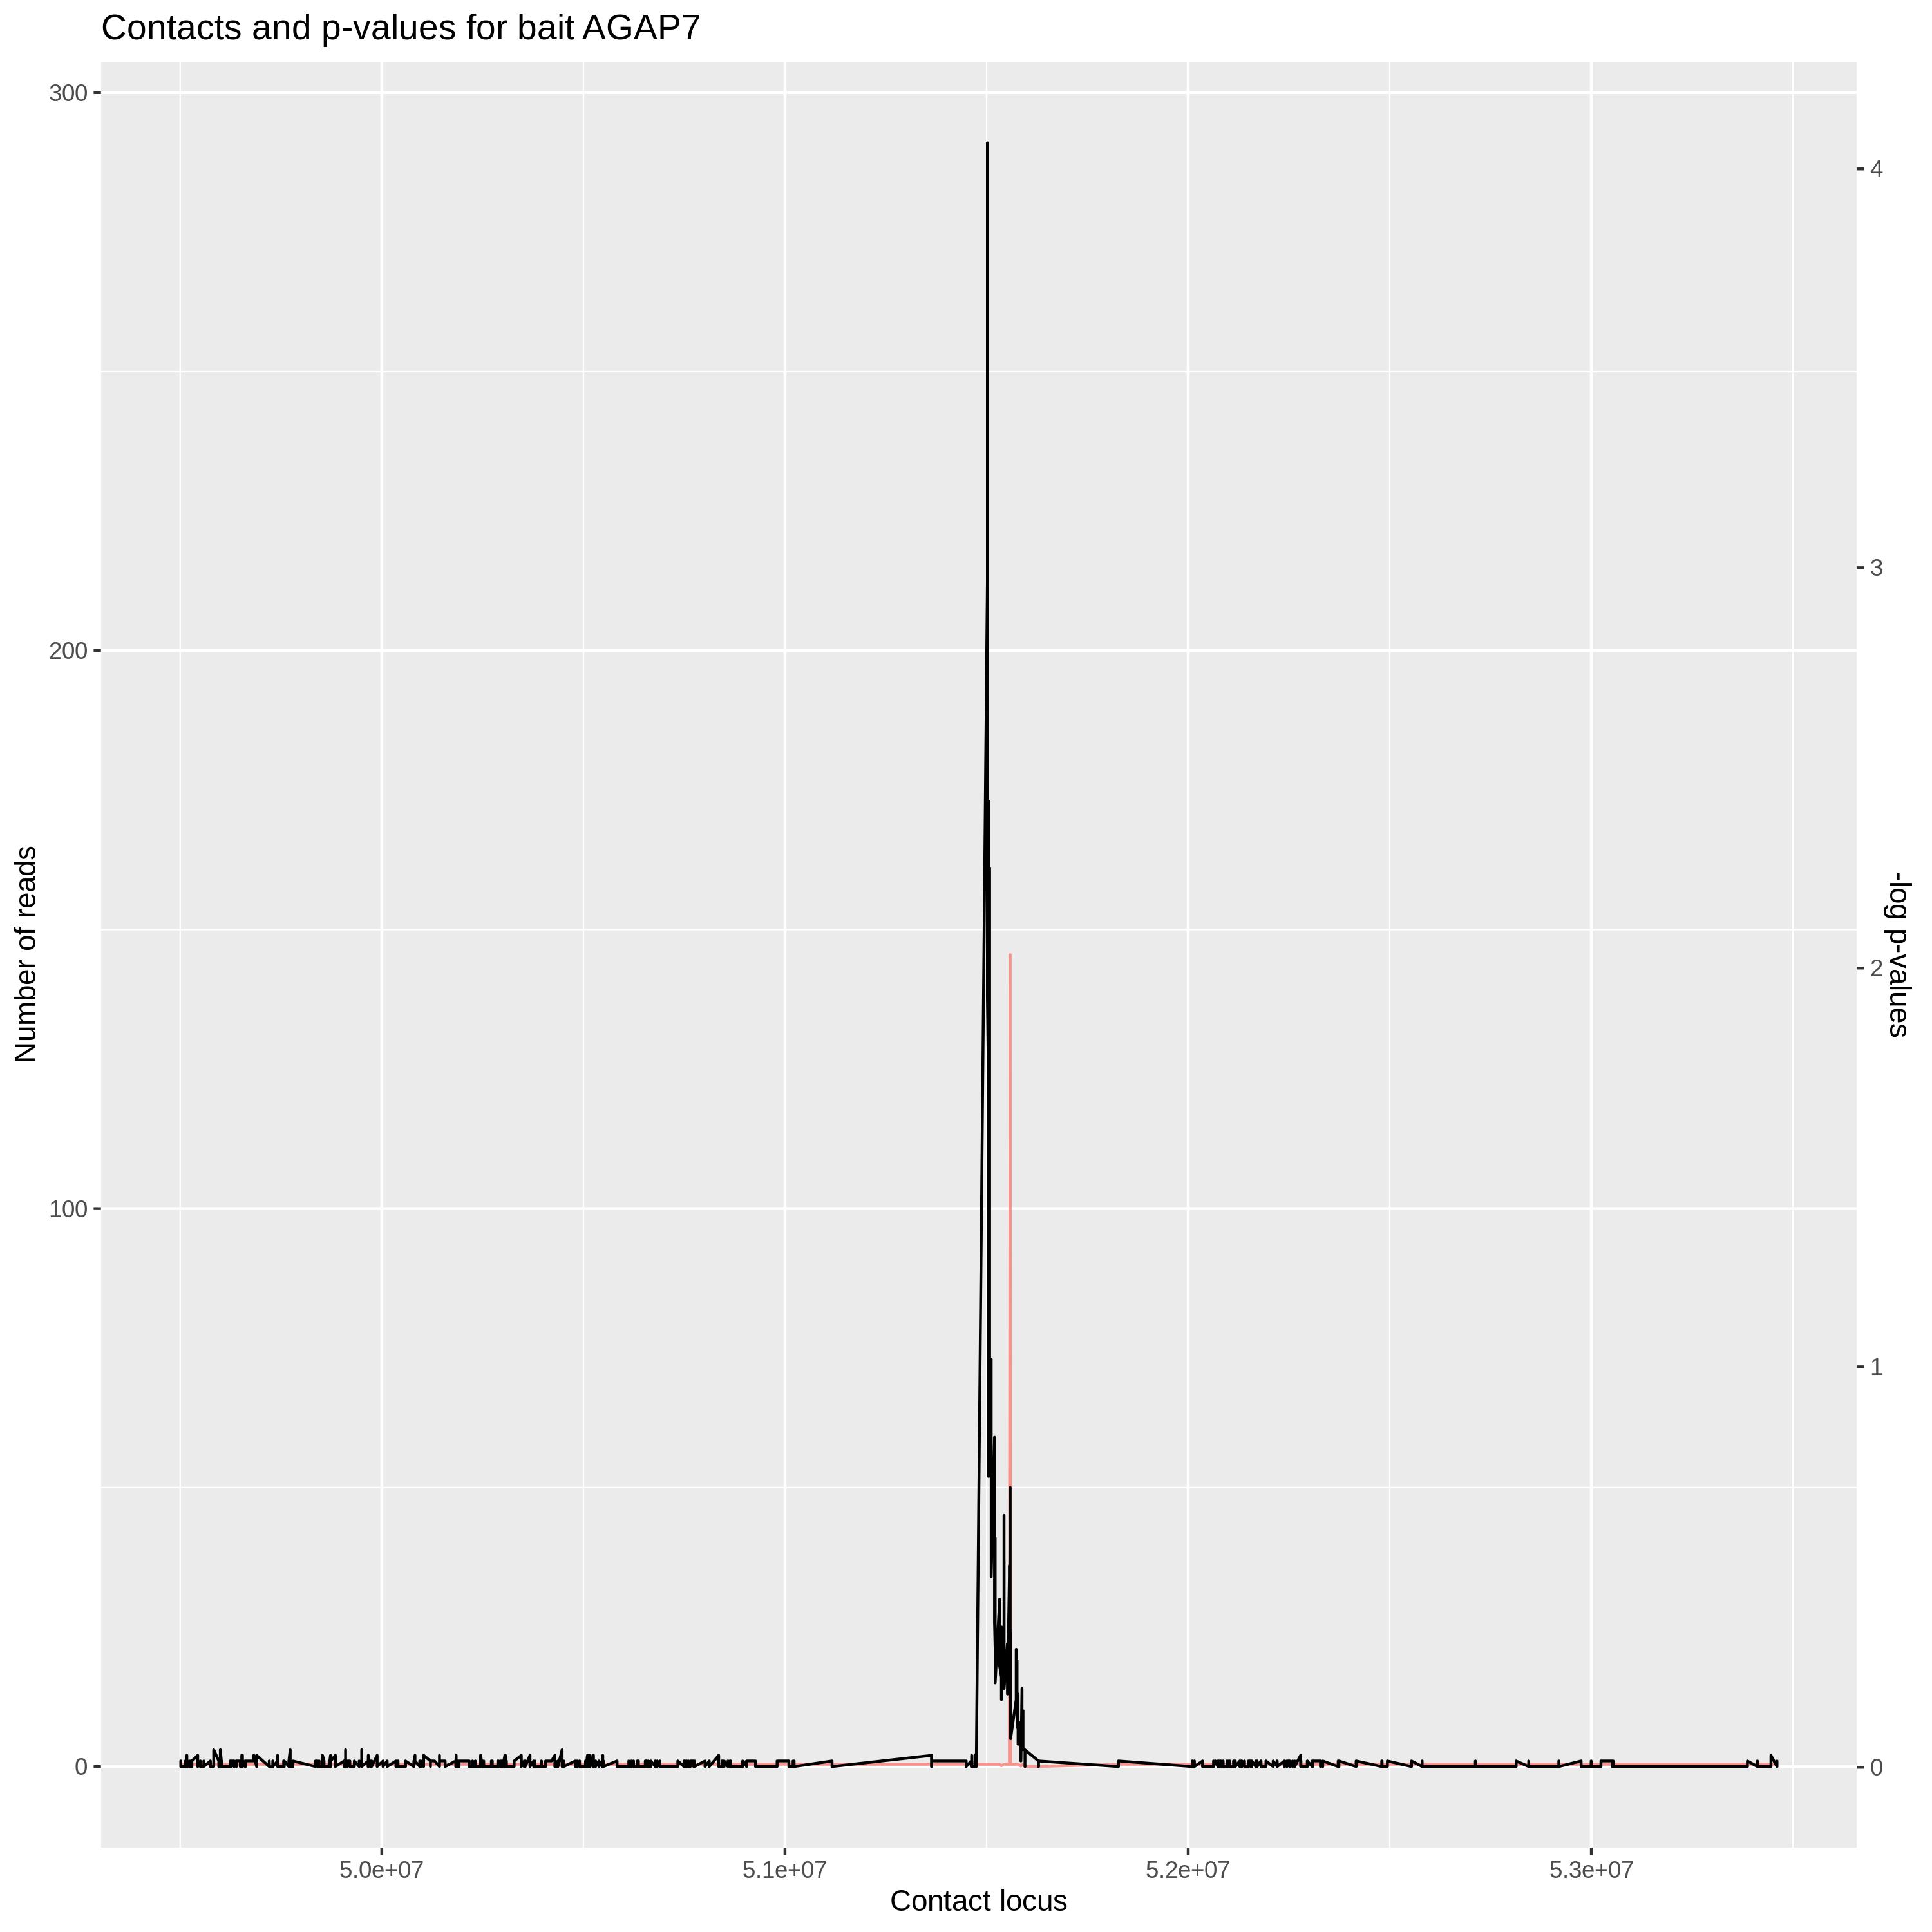 Contacts and p-values for bait AGAP7
300
200
100
0
Number of reads
4
3
2
1
0
-log p-values
5.0e+07
5.1e+07
5.2e+07
5.3e+07
Contact locus